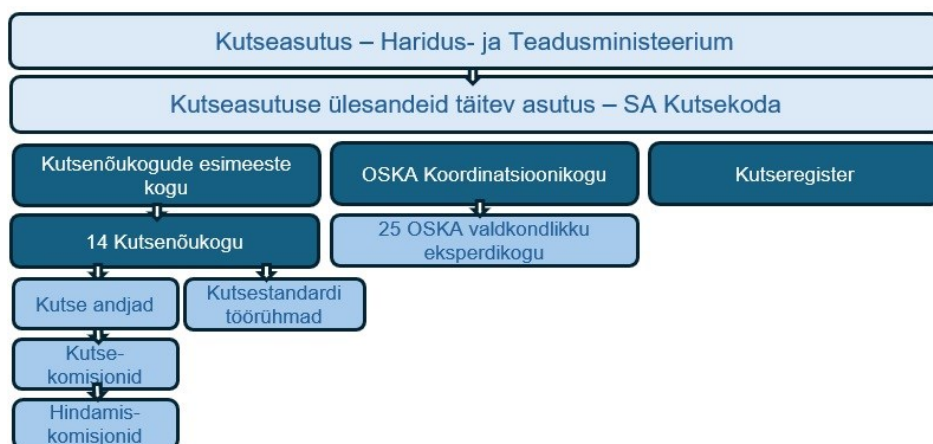 Kutseasutus – Haridus- ja Teadusministeerium
Kutseasutuse ülesandeid täitev asutus – SA Kutsekoda
Kutsenõukogude esimeeste
kogu
OSKA Koordinatsioonikogu
Kutseregister
14 Kutsenõukogu
25 OSKA valdkondlikku
eksperdikogu
Kutse andjad
Kutsestandardi
töörühmad
Kutse-
komisjonid
Hindamis-
komisjonid